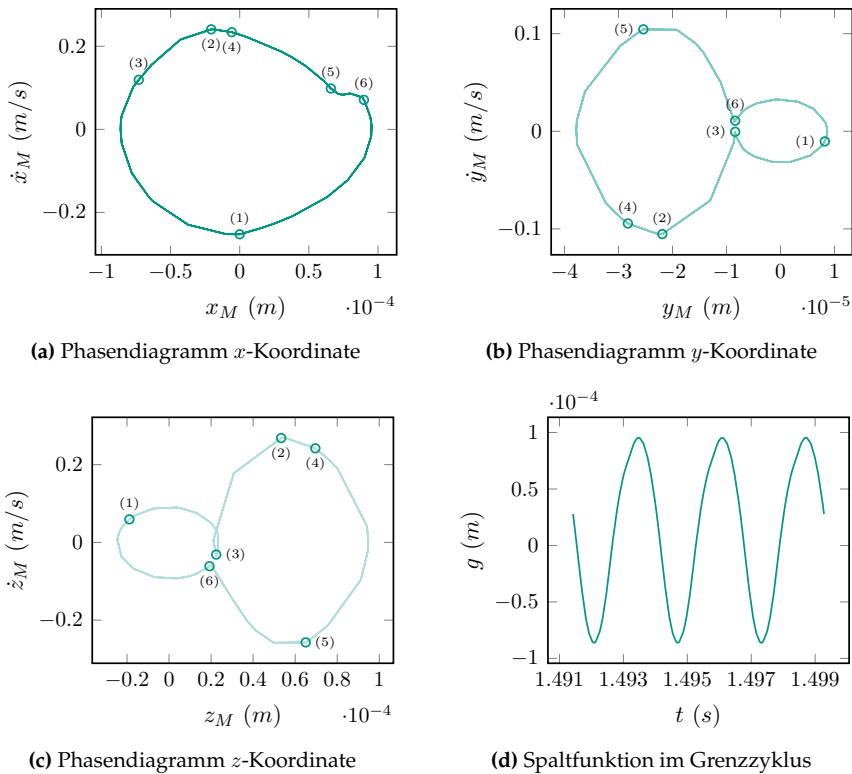 0.2
0
−0.2
ẋ_M (m/s)
(1)
(2)
(3)
(4)
(5)
(6)
−1 −0.5 0 0.5 1
x_M (m) ·10⁻⁴
(a) Phasendiagramm x-Koordinate
0.1
0
−0.1
ẏ_M (m/s)
(5)
(6)
(3)
(1)
(4)
(2)
−4 −3 −2 −1 0 1
y_M (m) ·10⁻⁵
(b) Phasendiagramm y-Koordinate
0.2
0
−0.2
ż_M (m/s)
(2)
(4)
(1)
(3)
(6)
(5)
−0.2 0 0.2 0.4 0.6 0.8 1
z_M (m) ·10⁻⁴
(c) Phasendiagramm z-Koordinate
·10⁻⁴
1
0.5
0
−0.5
−1
g (m)
1.491 1.493 1.495 1.497 1.499
t (s)
(d) Spaltfunktion im Grenzzyklus